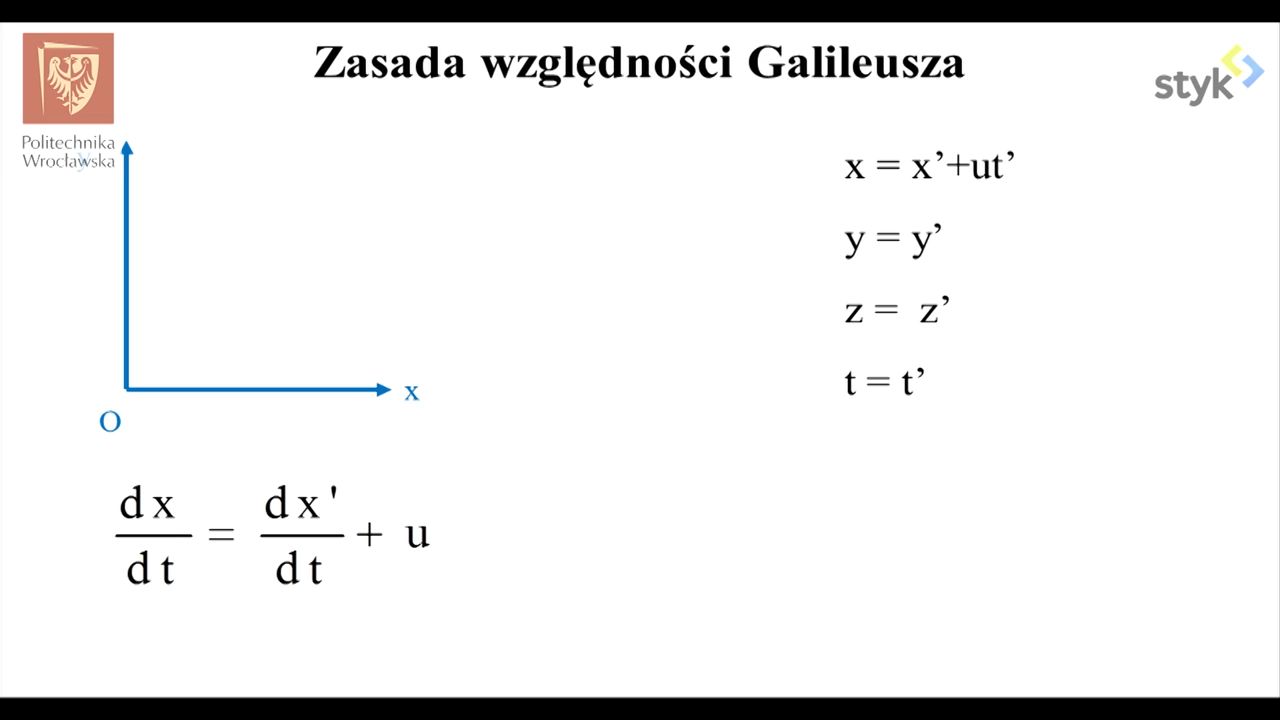 Zasada względności Galileusza
Politechnika
Wrocławska
styk
y
x = x’+ut’
y = y’
z = z’
t = t’
x
O
dx/dt = dx'/dt + u